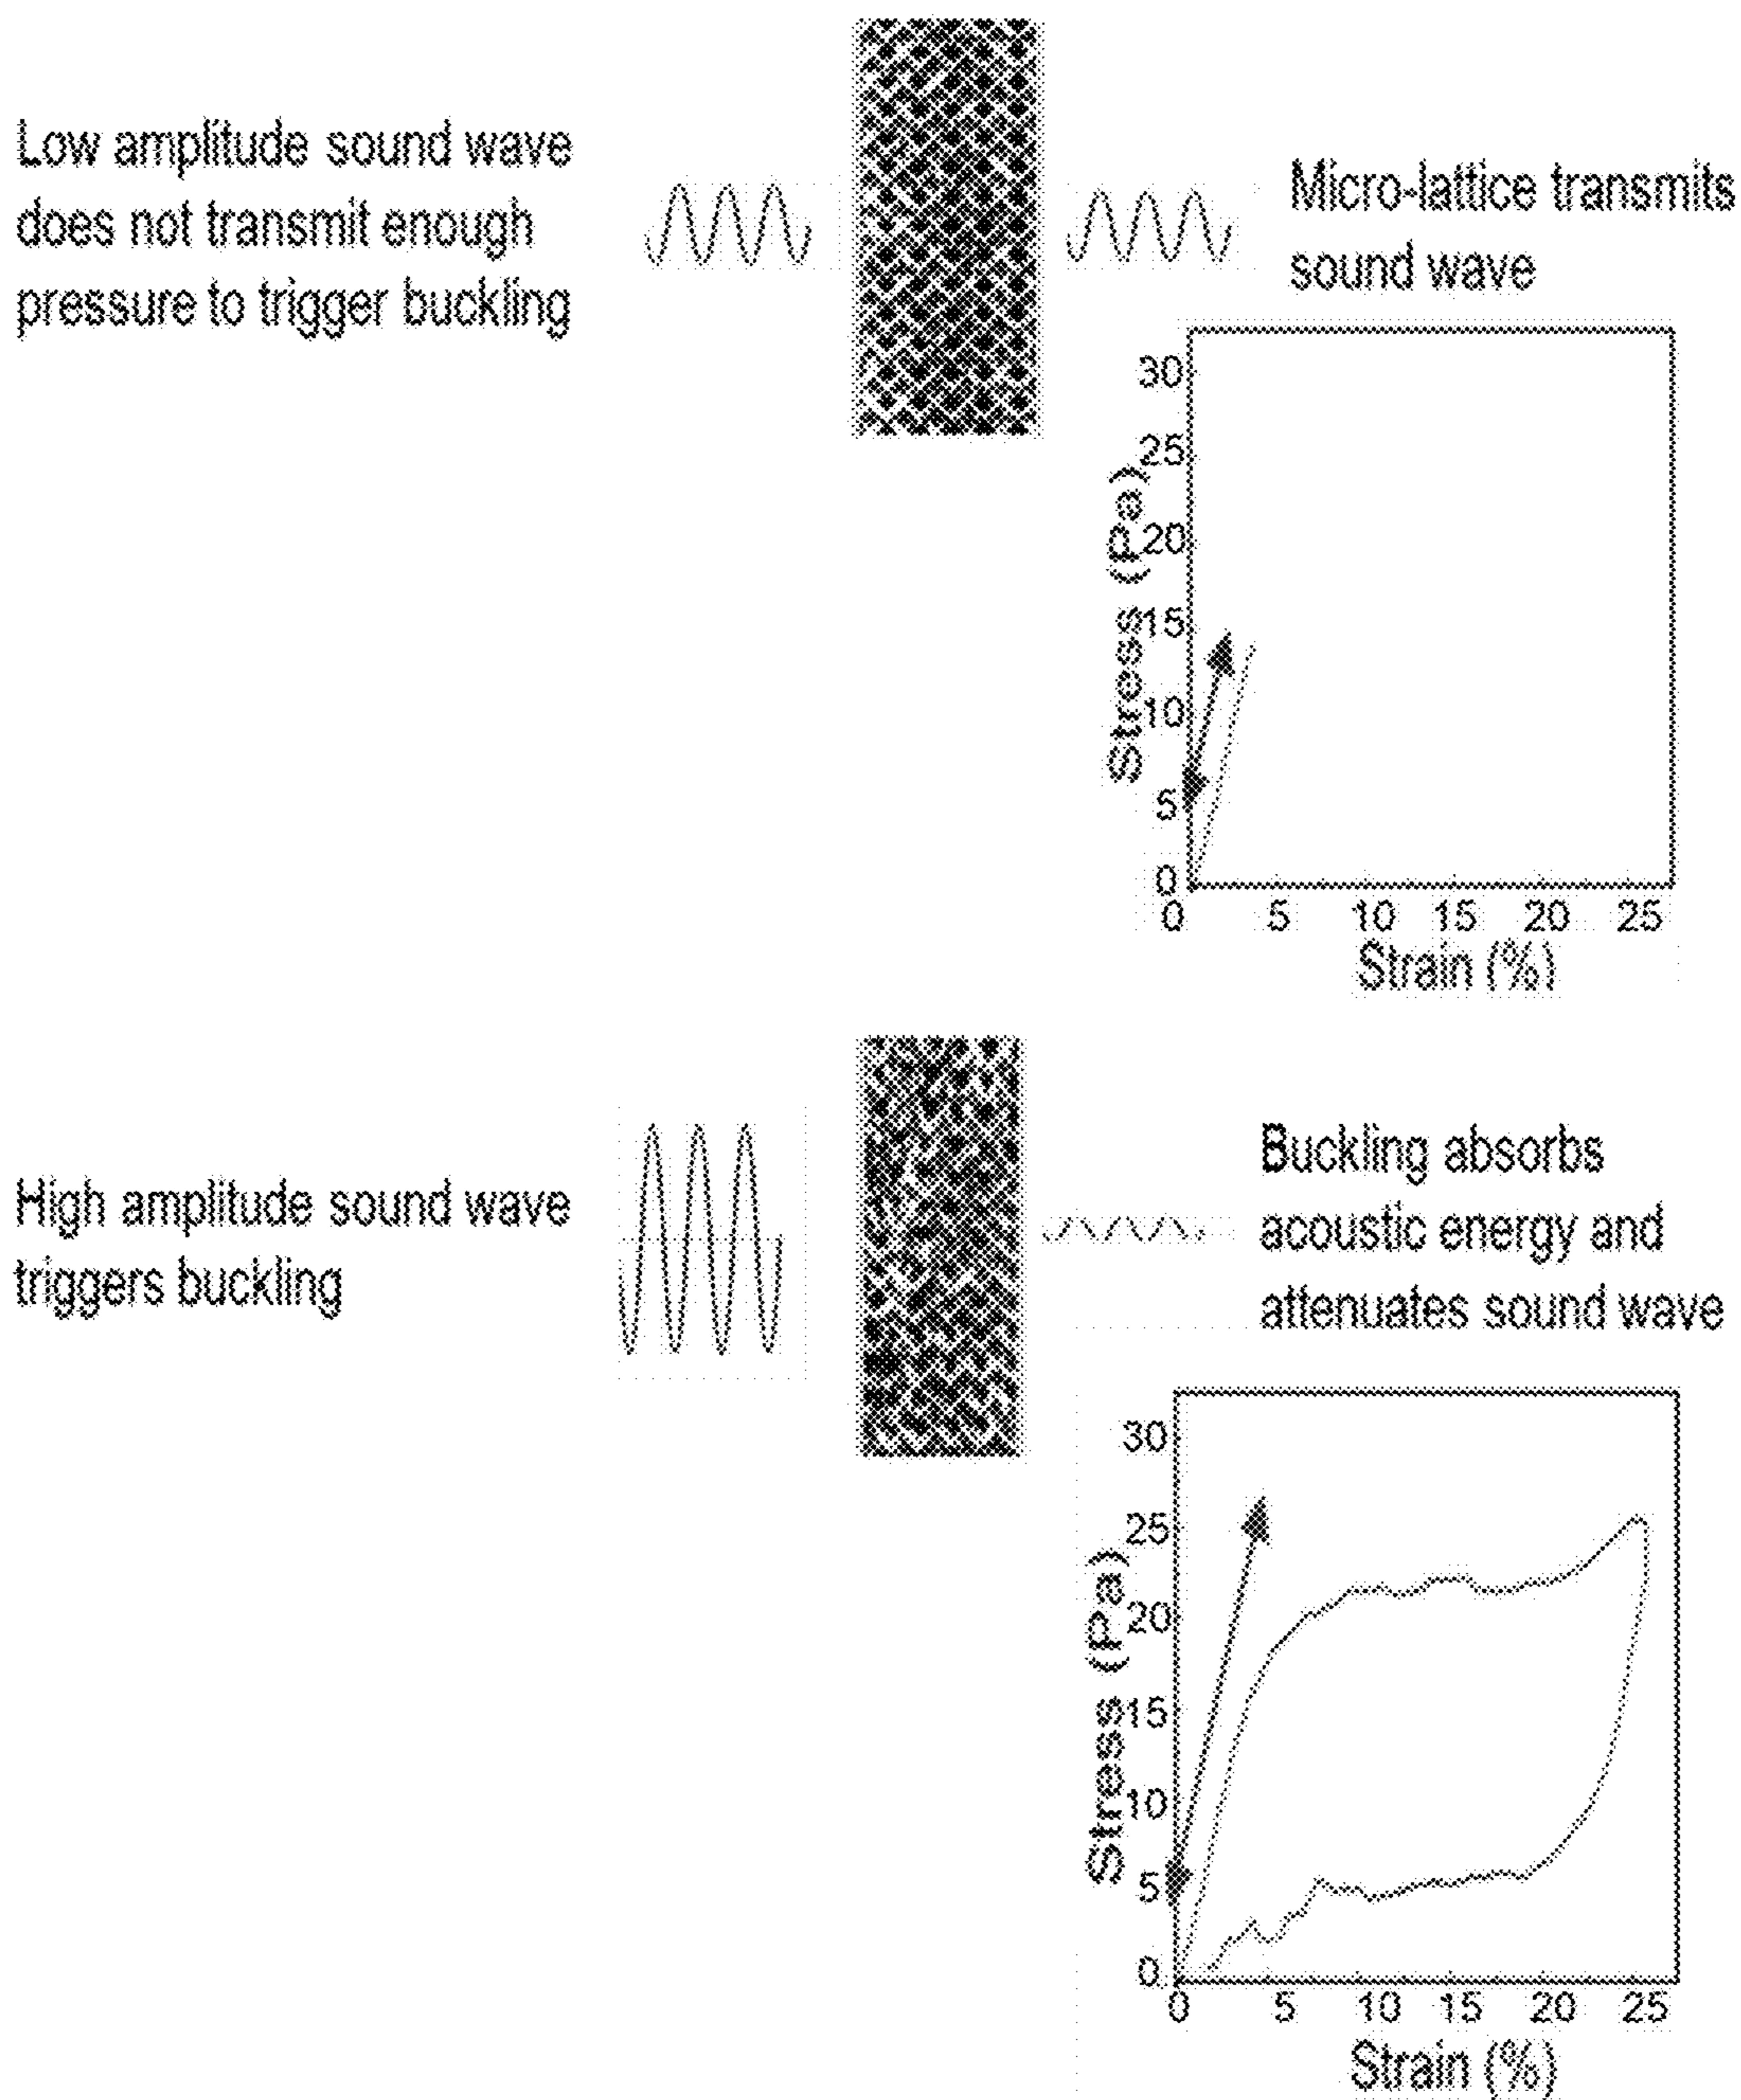 Low amplitude sound wave
does not transmit enough
pressure to trigger buckling
Micro-lattice transmits
sound wave
30
25
20
15
10
5
0
Stress (Pa)
0 5 10 15 20 25
Strain (%)
High amplitude sound wave
triggers buckling
Buckling absorbs
acoustic energy and
attenuates sound wave
30
25
20
15
10
5
0
Stress (Pa)
0 5 10 15 20 25
Strain (%)